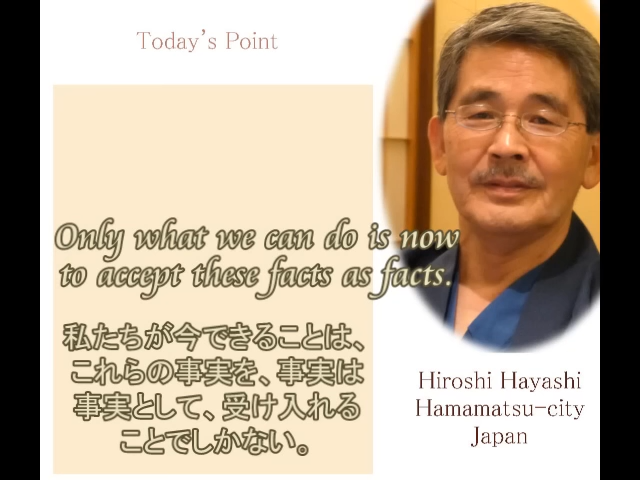 Today's Point
Only what we can do is now
to accept these facts as facts.
私たちが今できることは、
これらの事実を、事実は
事実として、受け入れる
ことでしかない。
Hiroshi Hayashi
Hamamatsu-city
Japan